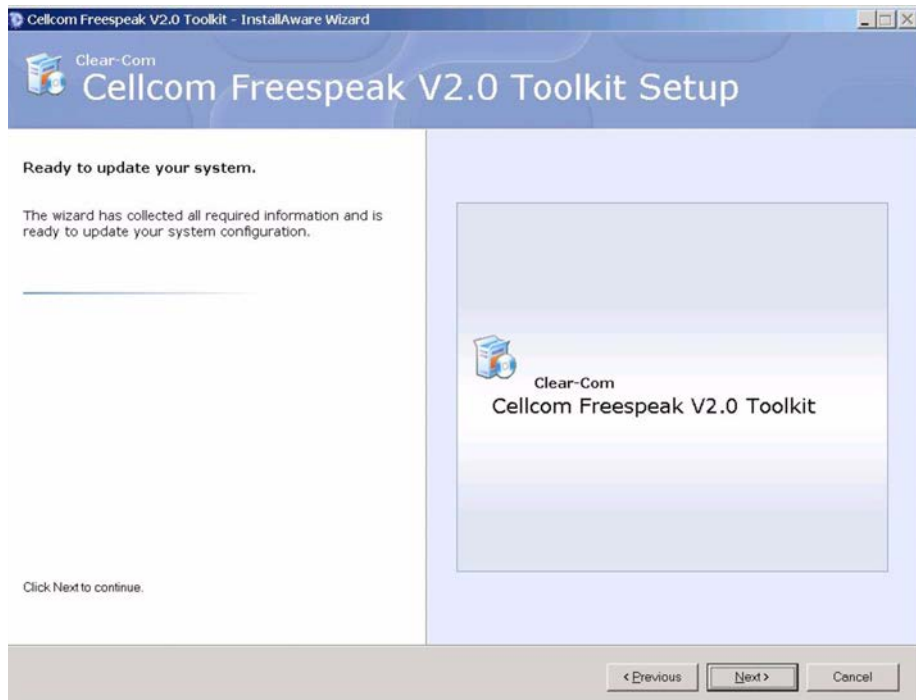 Cellcom Freespeak V2.0 Toolkit - InstallAware Wizard
Clear-Com
Cellcom Freespeak V2.0 Toolkit Setup
Ready to update your system.
The wizard has collected all required information and is
ready to update your system configuration.
Click Next to continue.
Clear-Com
Cellcom Freespeak V2.0 Toolkit
< Previous
Next >
Cancel